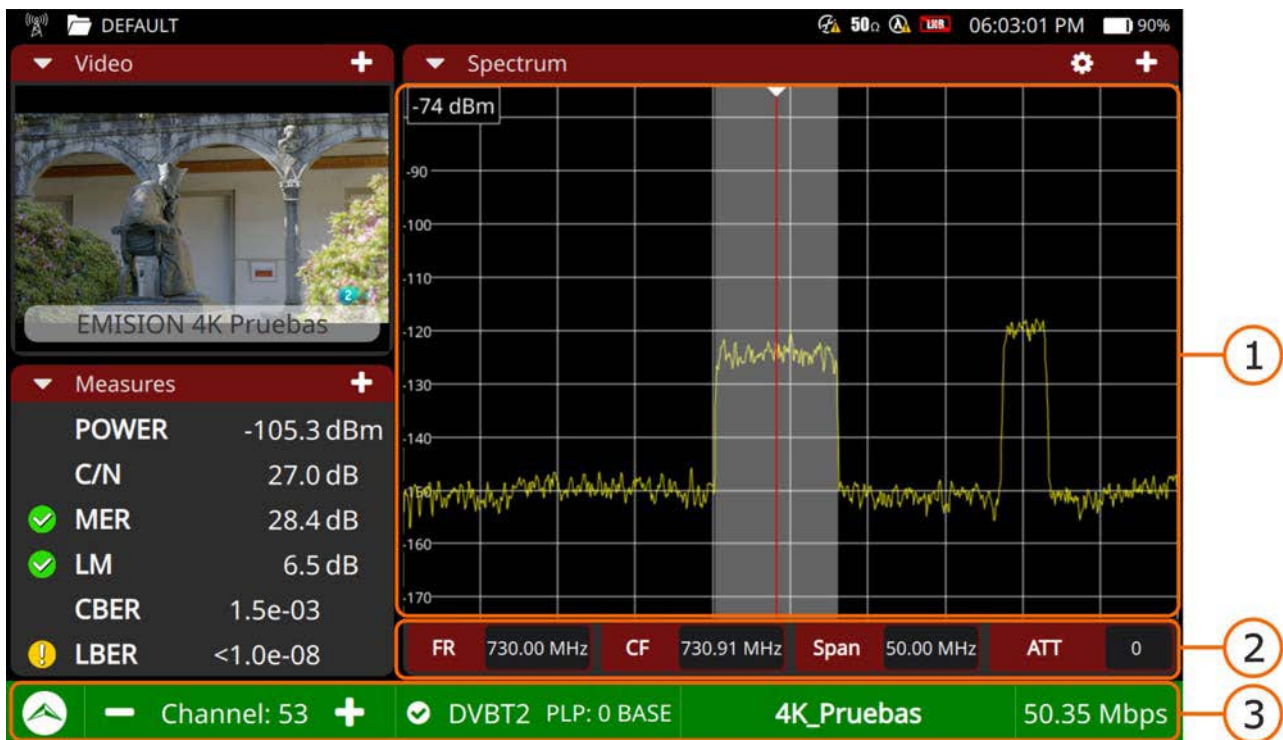 DEFAULT
50Ω
LNB
06:03:01 PM
90%
Video
EMISION 4K Pruebas
2
Measures
POWER -105.3 dBm
C/N 27.0 dB
MER 28.4 dB
LM 6.5 dB
CBER 1.5e-03
LBER <1.0e-08
Spectrum
-74 dBm
-90
-100
-110
-120
-130
-140
-150
-160
-170
FR 730.00 MHz CF 730.91 MHz Span 50.00 MHz ATT 0
Channel: 53 DVBT2 PLP: 0 BASE 4K_Pruebas 50.35 Mbps
1
2
3